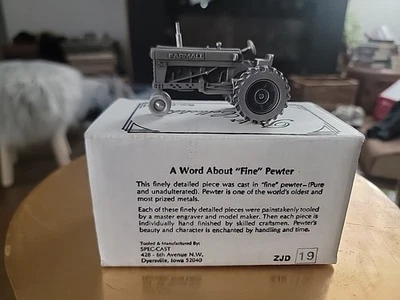 FARMALL
A Word About "Fine" Pewter
This finely detailed piece was cast in "fine" pewter—(Pure
and unadulterated). Pewter is one of the world's oldest and
most prized metals.
Each of these finely detailed pieces were painstakenly tooled
by a master engraver and model maker. Then each piece is
individually hand finished by skilled craftsmen. Pewter's
beauty and character is enchanted by handling and time.
Tooled & Manufactured By:
SPEC-CAST
428 - 6th Avenue N.W.
Dyersville, Iowa 52040
ZJD 19